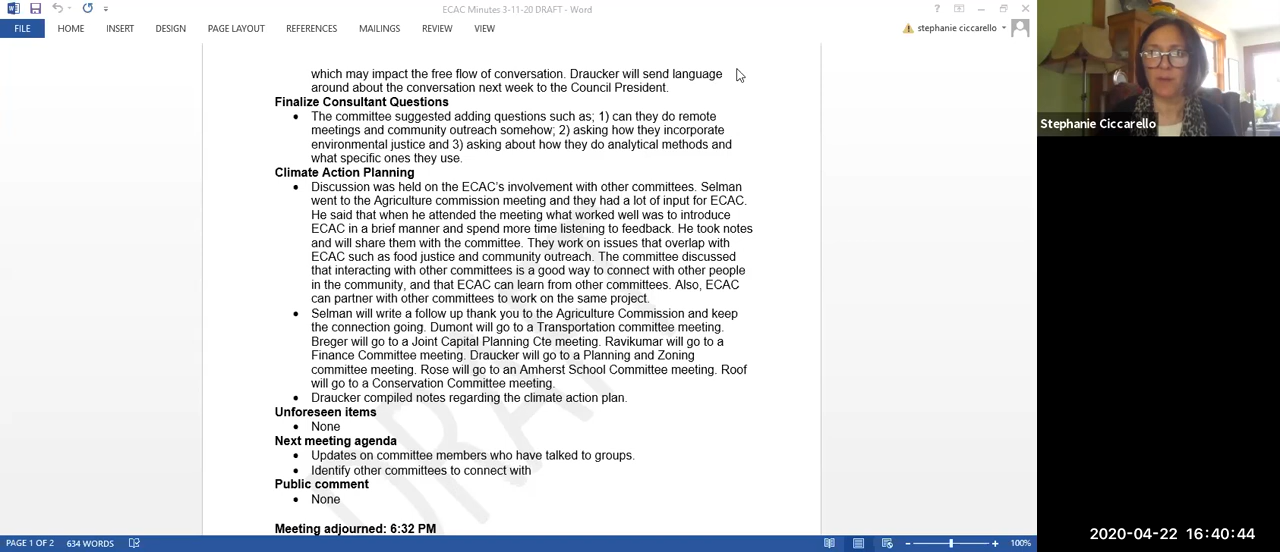 ECAC Minutes 3-11-20 DRAFT - Word
FILE HOME INSERT DESIGN PAGE LAYOUT REFERENCES MAILINGS REVIEW VIEW stephanie ciccarello
which may impact the free flow of conversation. Draucker will send language
around about the conversation next week to the Council President.
Finalize Consultant Questions
• The committee suggested adding questions such as; 1) can they do remote
meetings and community outreach somehow; 2) asking how they incorporate
environmental justice and 3) asking about how they do analytical methods and
what specific ones they use.
Climate Action Planning
• Discussion was held on the ECAC's involvement with other committees. Selman
went to the Agriculture commission meeting and they had a lot of input for ECAC.
He said that when he attended the meeting what worked well was to introduce
ECAC in a brief manner and spend more time listening to feedback. He took notes
and will share them with the committee. They work on issues that overlap with
ECAC such as food justice and community outreach. The committee discussed
that interacting with other committees is a good way to connect with other people
in the community, and that ECAC can learn from other committees. Also, ECAC
can partner with other committees to work on the same project.
• Selman will write a follow up thank you to the Agriculture Commission and keep
the connection going. Dumont will go to a Transportation committee meeting.
Breger will go to a Joint Capital Planning Cte meeting. Ravikumar will go to a
Finance Committee meeting. Draucker will go to a Planning and Zoning
committee meeting. Rose will go to an Amherst School Committee meeting. Roof
will go to a Conservation Committee meeting.
• Draucker compiled notes regarding the climate action plan.
Unforeseen items
• None
Next meeting agenda
• Updates on committee members who have talked to groups.
• Identify other committees to connect with
Public comment
• None
Meeting adjourned: 6:32 PM
DRAFT
PAGE 1 OF 2 634 WORDS 100%
Stephanie Ciccarello
2020-04-22 16:40:44